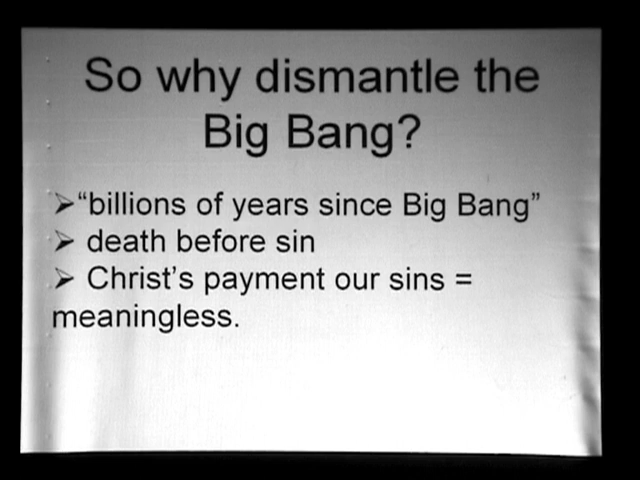 So why dismantle the
Big Bang?
➢“billions of years since Big Bang”
➢ death before sin
➢ Christ’s payment our sins =
meaningless.